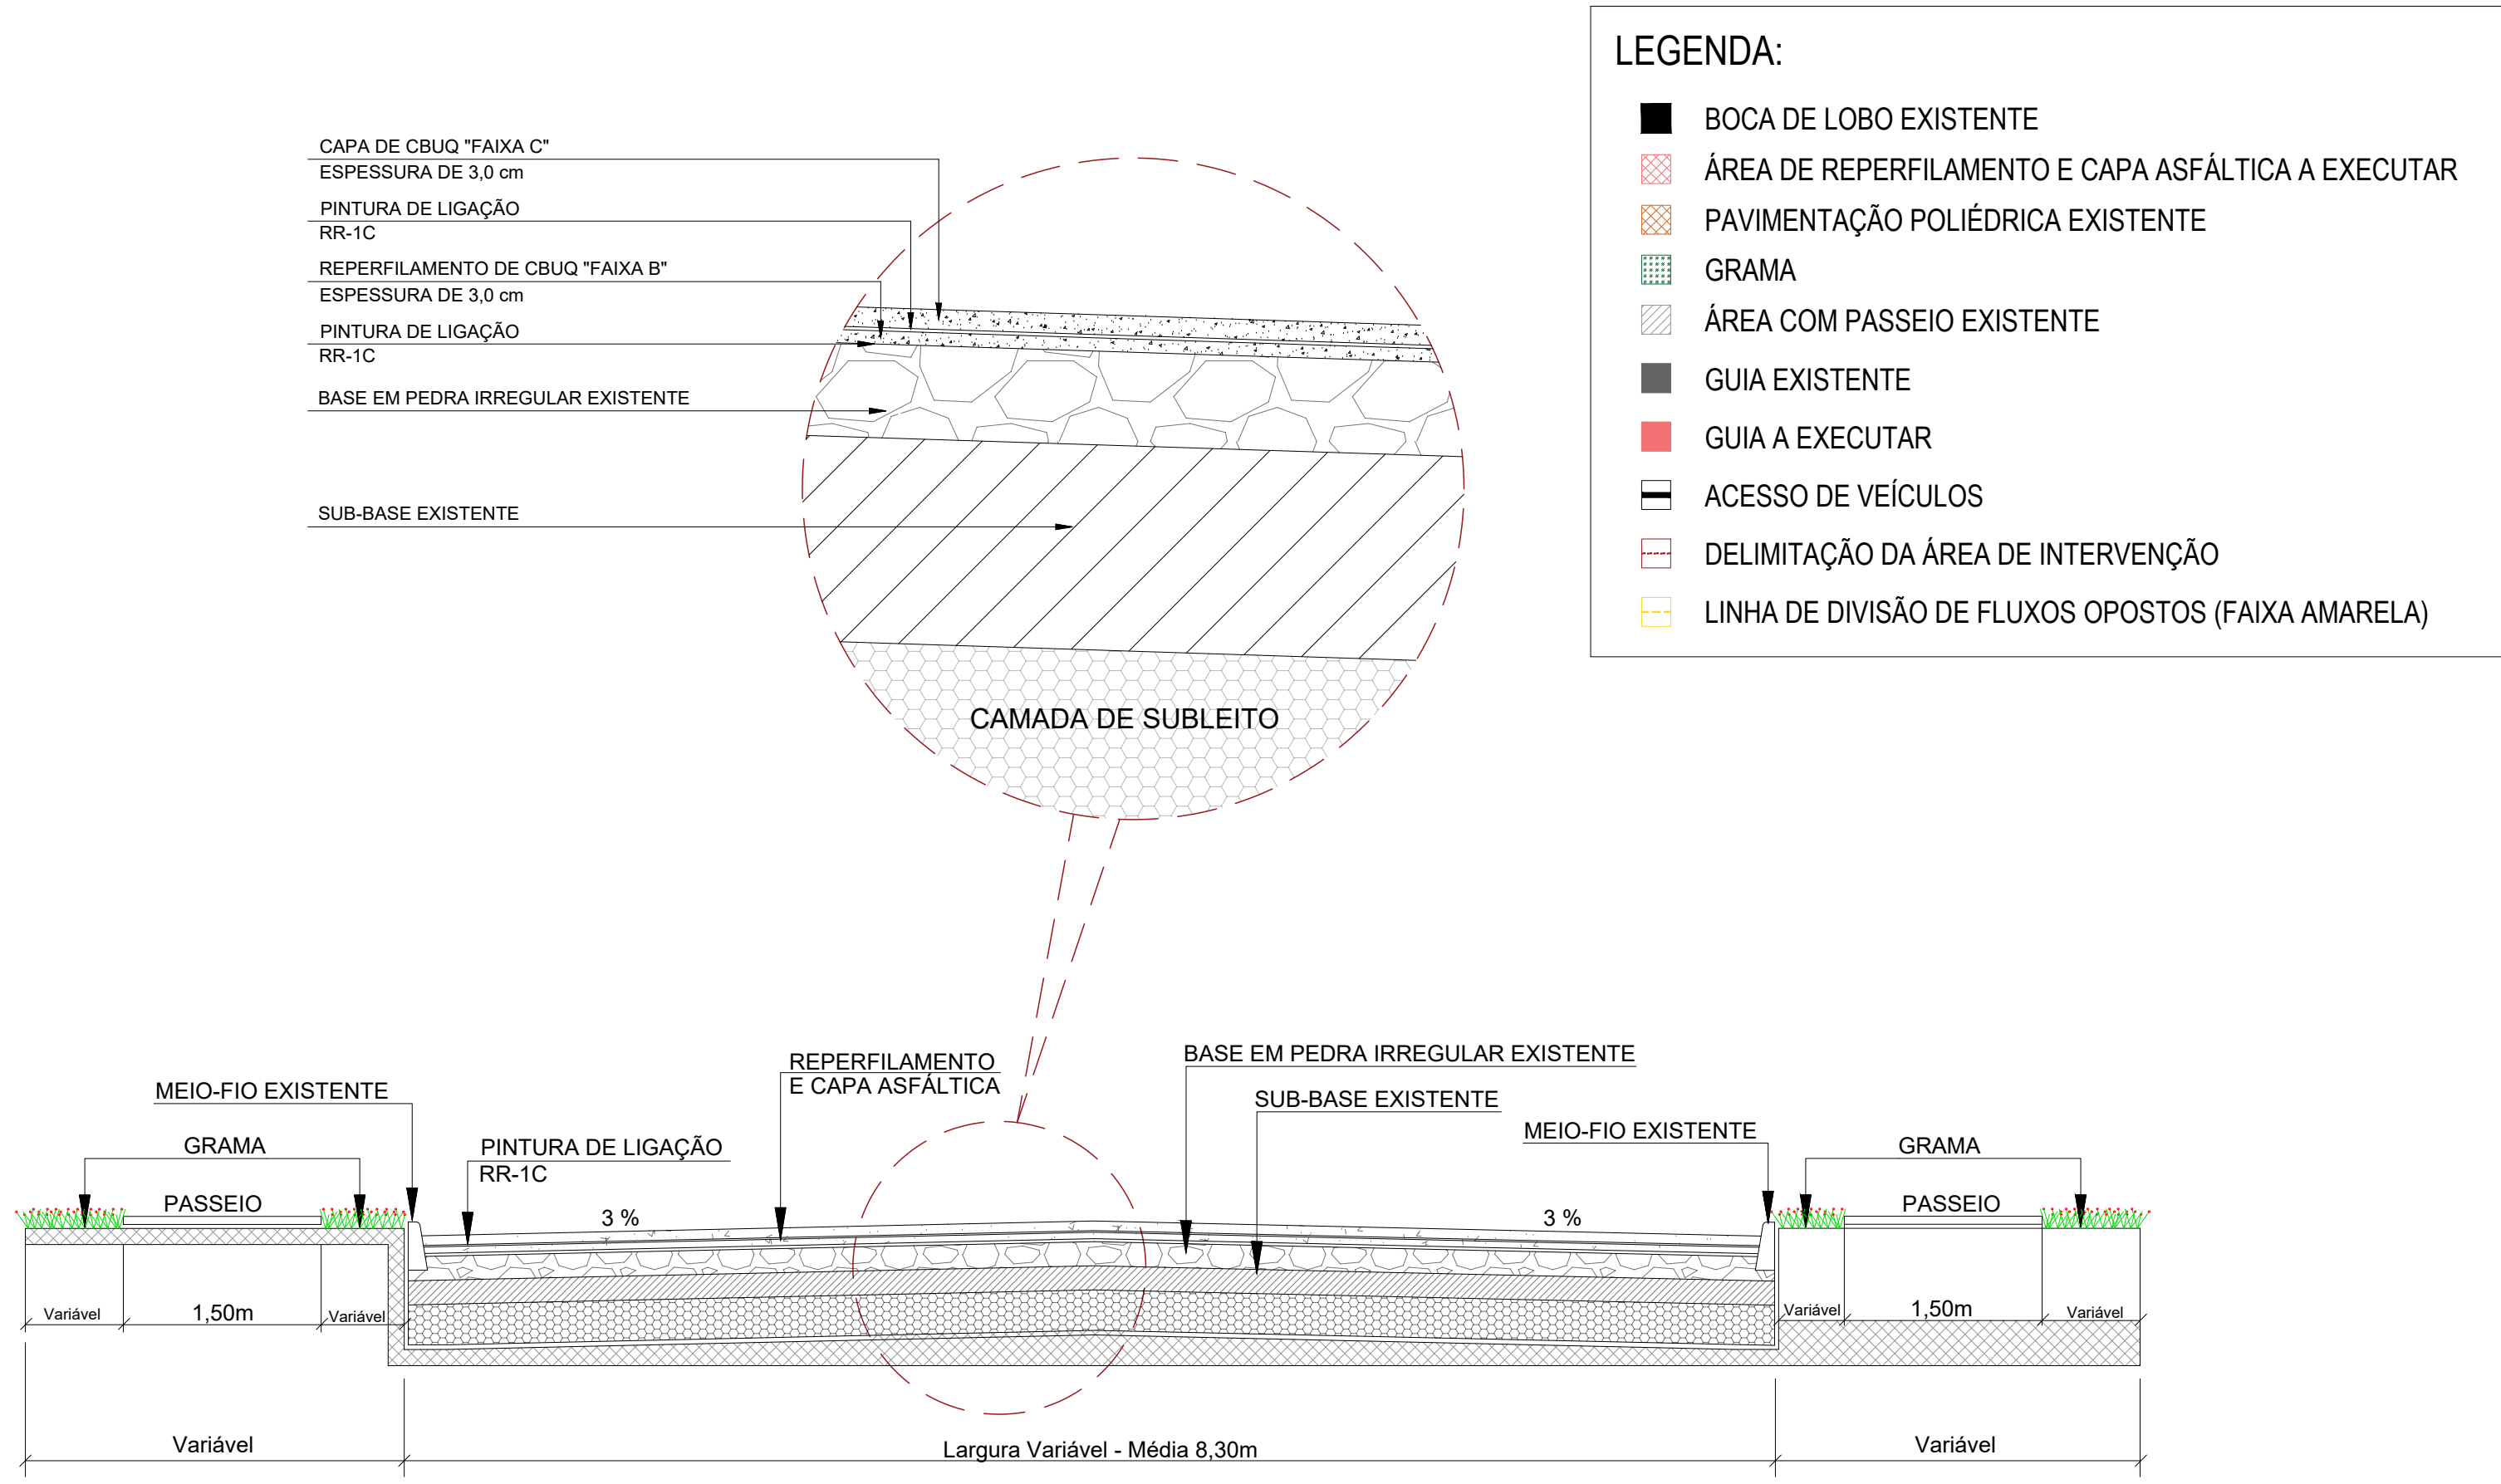 LEGENDA:
BOCA DE LOBO EXISTENTE
ÁREA DE REPERFILAMENTO E CAPA ASFÁLTICA A EXECUTAR
PAVIMENTAÇÃO POLIÉDRICA EXISTENTE
GRAMA
ÁREA COM PASSEIO EXISTENTE
GUIA EXISTENTE
GUIA A EXECUTAR
ACESSO DE VEÍCULOS
DELIMITAÇÃO DA ÁREA DE INTERVENÇÃO
LINHA DE DIVISÃO DE FLUXOS OPOSTOS (FAIXA AMARELA)
CAPA DE CBUQ "FAIXA C"
ESPESSURA DE 3,0 cm
PINTURA DE LIGAÇÃO
RR-1C
REPERFILAMENTO DE CBUQ "FAIXA B"
ESPESSURA DE 3,0 cm
PINTURA DE LIGAÇÃO
RR-1C
BASE EM PEDRA IRREGULAR EXISTENTE
SUB-BASE EXISTENTE
CAMADA DE SUBLEITO
MEIO-FIO EXISTENTE
GRAMA
PASSEIO
PINTURA DE LIGAÇÃO
RR-1C
REPERFILAMENTO
E CAPA ASFÁLTICA
BASE EM PEDRA IRREGULAR EXISTENTE
SUB-BASE EXISTENTE
MEIO-FIO EXISTENTE
GRAMA
PASSEIO
3 %
3 %
Variável
1,50m
Variável
Variável
1,50m
Variável
Variável
Largura Variável - Média 8,30m
Variável